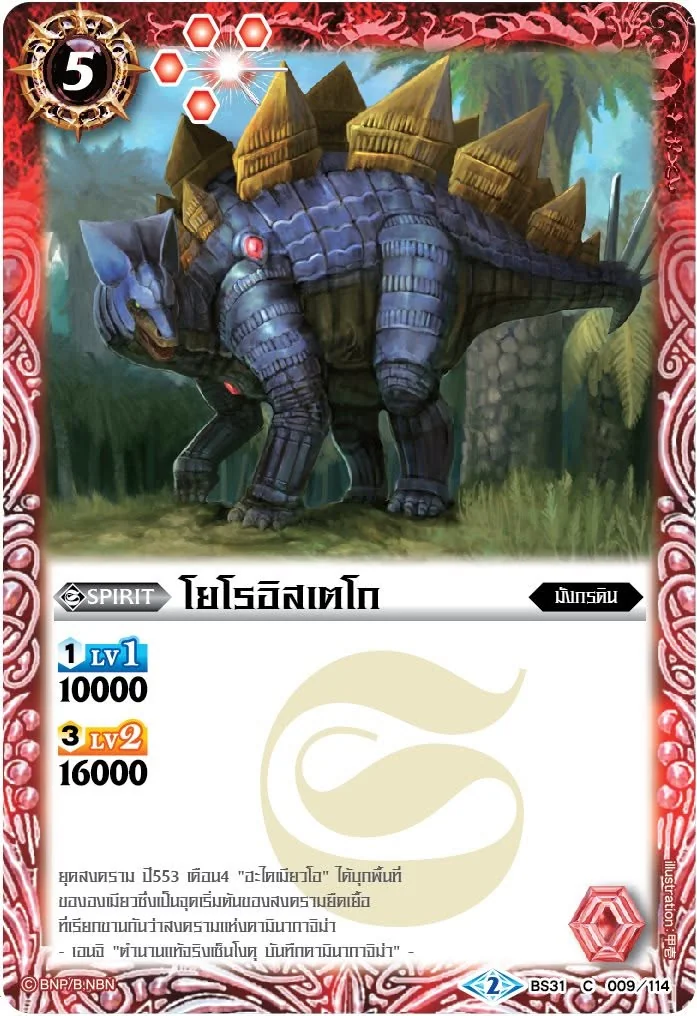 5
SPIRIT โยโรอิสเตโก มังกรดิน
1 LV1
10000
3 LV2
16000
ยุคสงคราม ปี553 เดือน4 "ฮะไดเมียวโอ" ได้บุกพื้นที่
ขององเมียวซึ่งเป็นจุดเริ่มต้นของสงครามยืดเยื้อ
ที่เรียกขานกันว่าสงครามแห่งคามินากาจิม่า
- เอนจิ "ตำนานแท้จริงเซ็นโงคุ บันทึกคามินากาจิม่า" -
illustration : 甲壱
©BNP/B:NBN 2 BS31 C 009/114